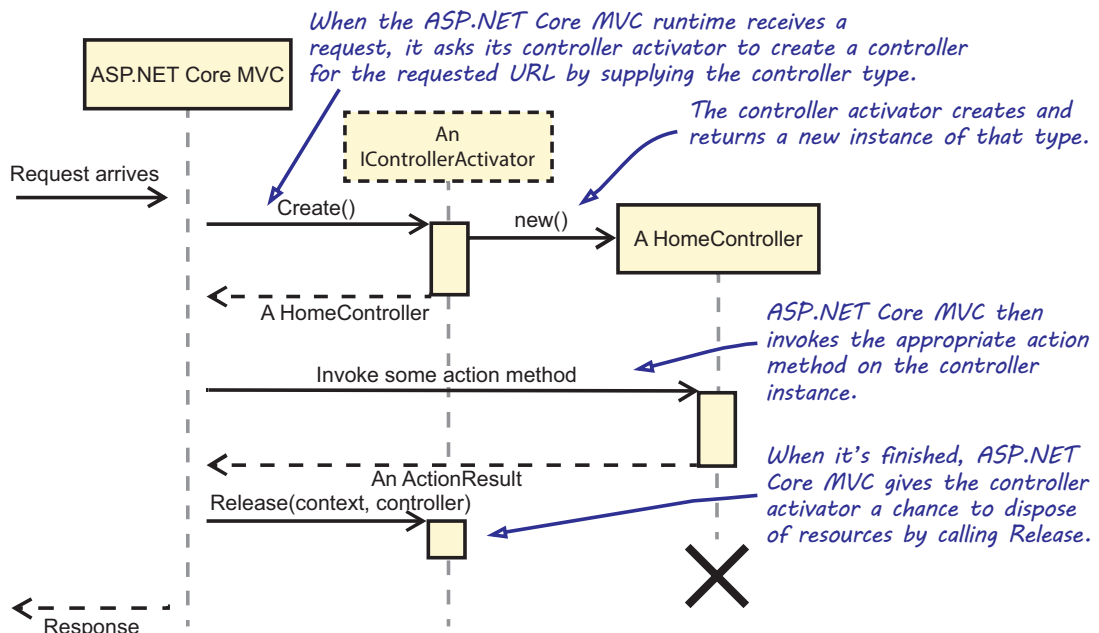 When the ASP.NET Core MVC runtime receives a
request, it asks its controller activator to create a controller
for the requested URL by supplying the controller type.
ASP.NET Core MVC
The controller activator creates and
returns a new instance of that type.
An
IControllerActivator
Request arrives
Create()
new()
A HomeController
A HomeController
ASP.NET Core MVC then
invokes the appropriate action
method on the controller
instance.
Invoke some action method
An ActionResult
When it's finished, ASP.NET
Core MVC gives the controller
activator a chance to dispose
of resources by calling Release.
Release(context, controller)
Response